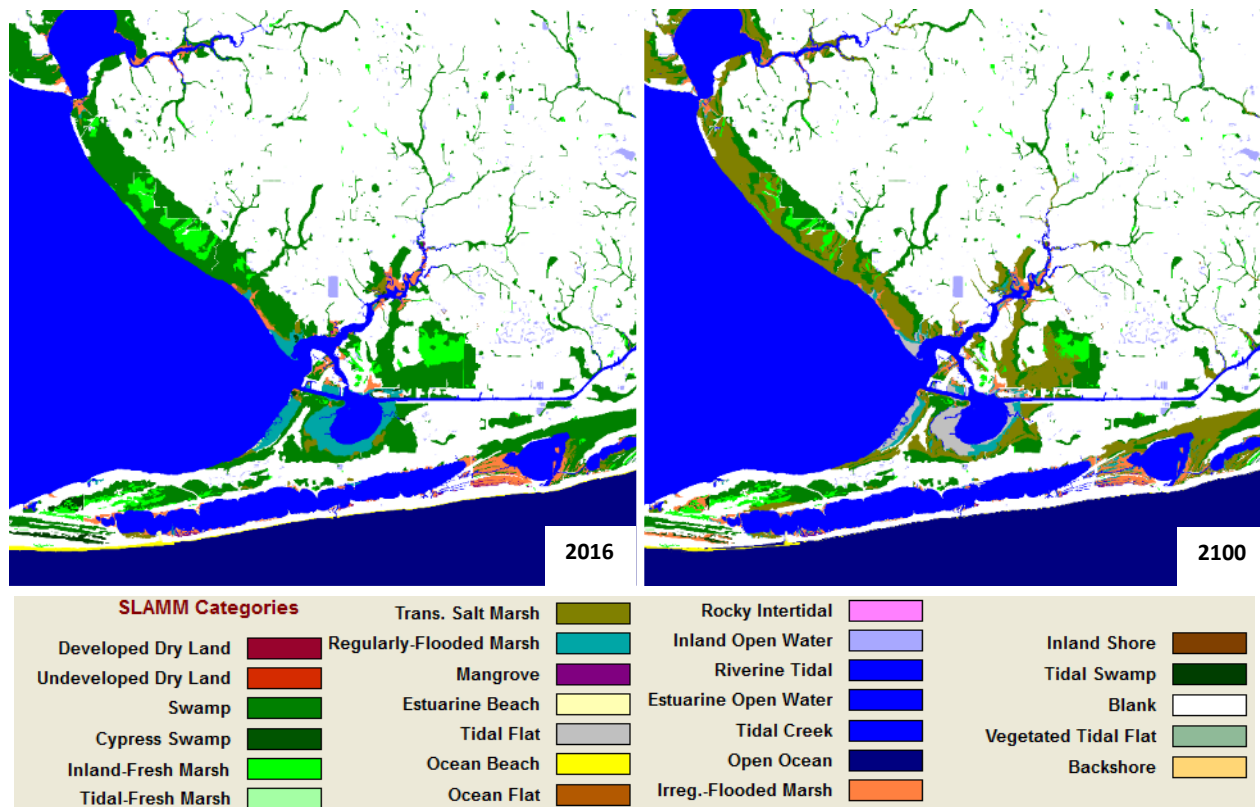 2016
2100
SLAMM Categories
Developed Dry Land
Undeveloped Dry Land
Swamp
Cypress Swamp
Inland-Fresh Marsh
Tidal-Fresh Marsh
Trans. Salt Marsh
Regularly-Flooded Marsh
Mangrove
Estuarine Beach
Tidal Flat
Ocean Beach
Ocean Flat
Rocky Intertidal
Inland Open Water
Riverine Tidal
Estuarine Open Water
Tidal Creek
Open Ocean
Irreg.-Flooded Marsh
Inland Shore
Tidal Swamp
Blank
Vegetated Tidal Flat
Backshore